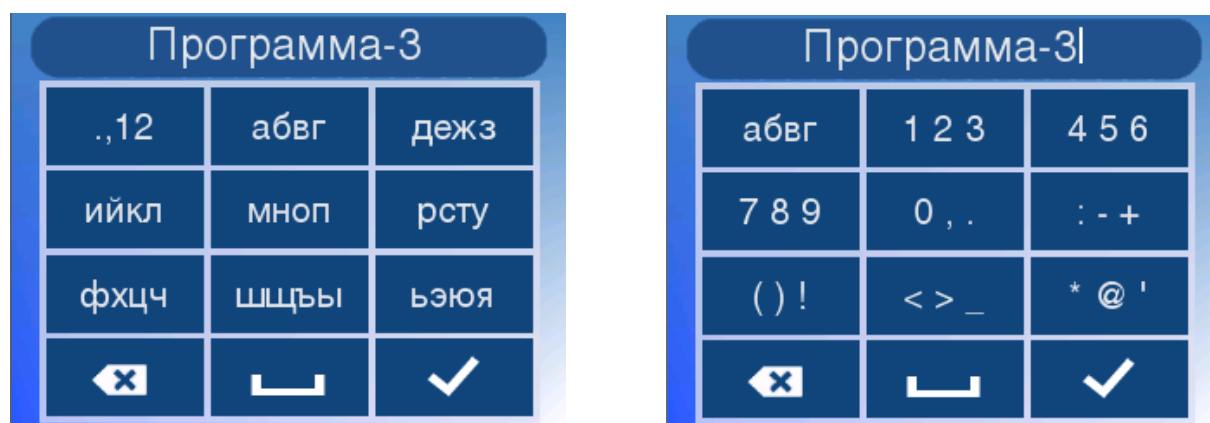 Программа-3
.,12 абвг дежз
ийкл мноп рсту
фхцч шщъы ьэюя
Программа-3
абвг 1 2 3 4 5 6
7 8 9 0 , . : - +
( ) ! < > _ * @ '